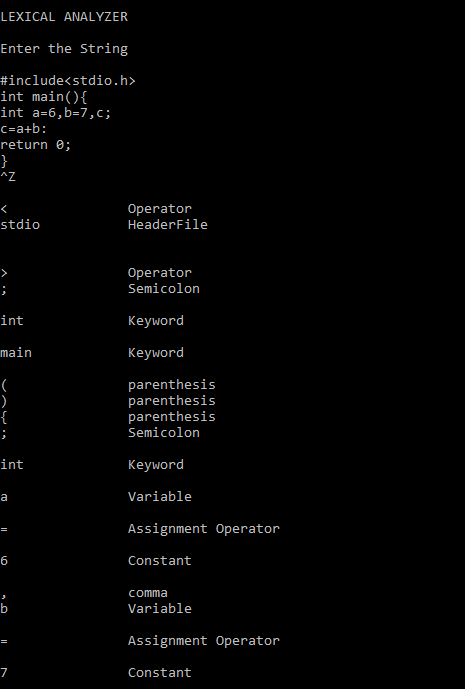 LEXICAL ANALYZER
Enter the String
#include<stdio.h>
int main(){
int a=6,b=7,c;
c=a+b:
return 0;
}
^Z
< Operator
stdio HeaderFile
> Operator
; Semicolon
int Keyword
main Keyword
( parenthesis
) parenthesis
{ parenthesis
; Semicolon
int Keyword
a Variable
= Assignment Operator
6 Constant
, comma
b Variable
= Assignment Operator
7 Constant